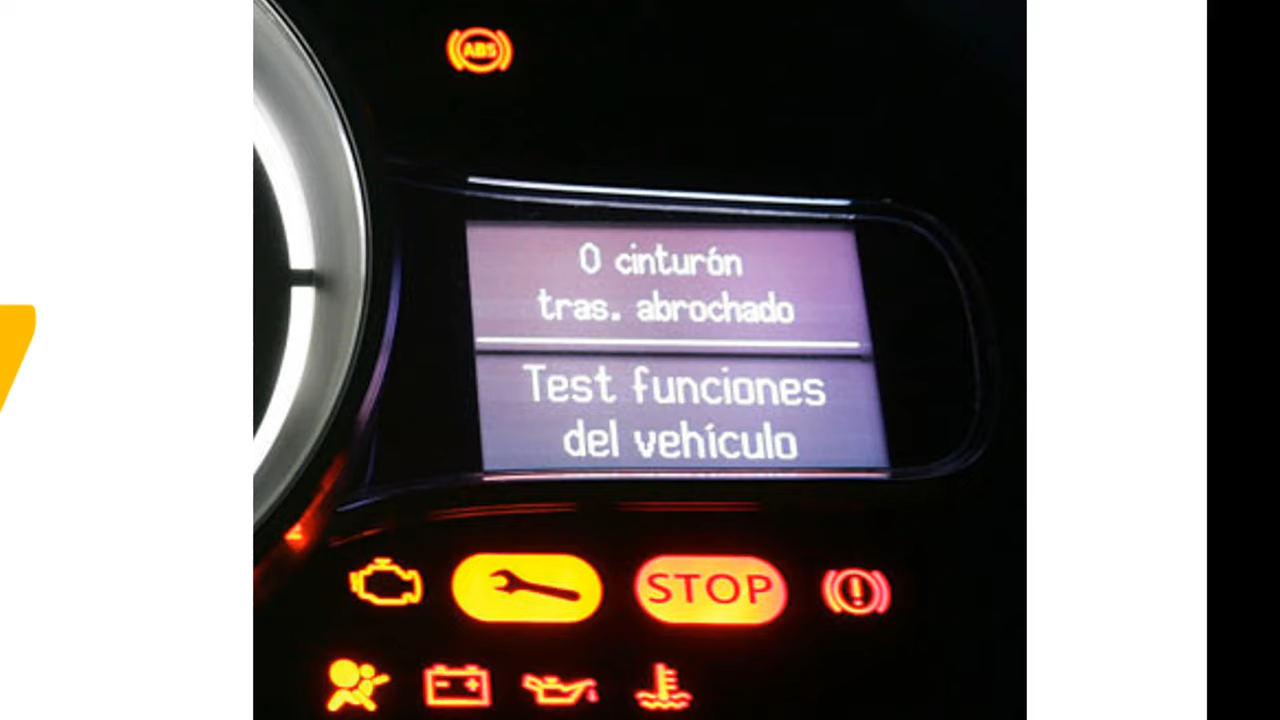 ABS
0 cinturón
tras. abrochado
Test funciones
del vehículo
STOP